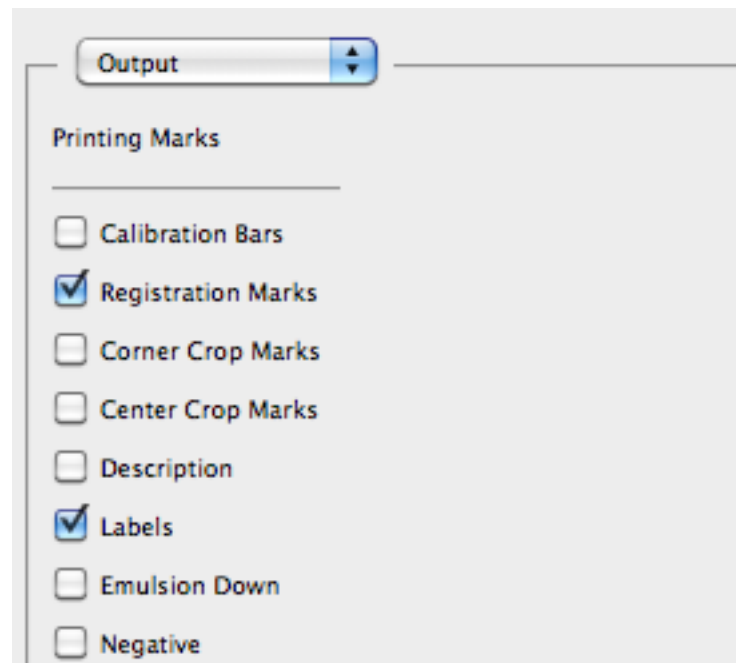 Output
Printing Marks
Calibration Bars
Registration Marks
Corner Crop Marks
Center Crop Marks
Description
Labels
Emulsion Down
Negative